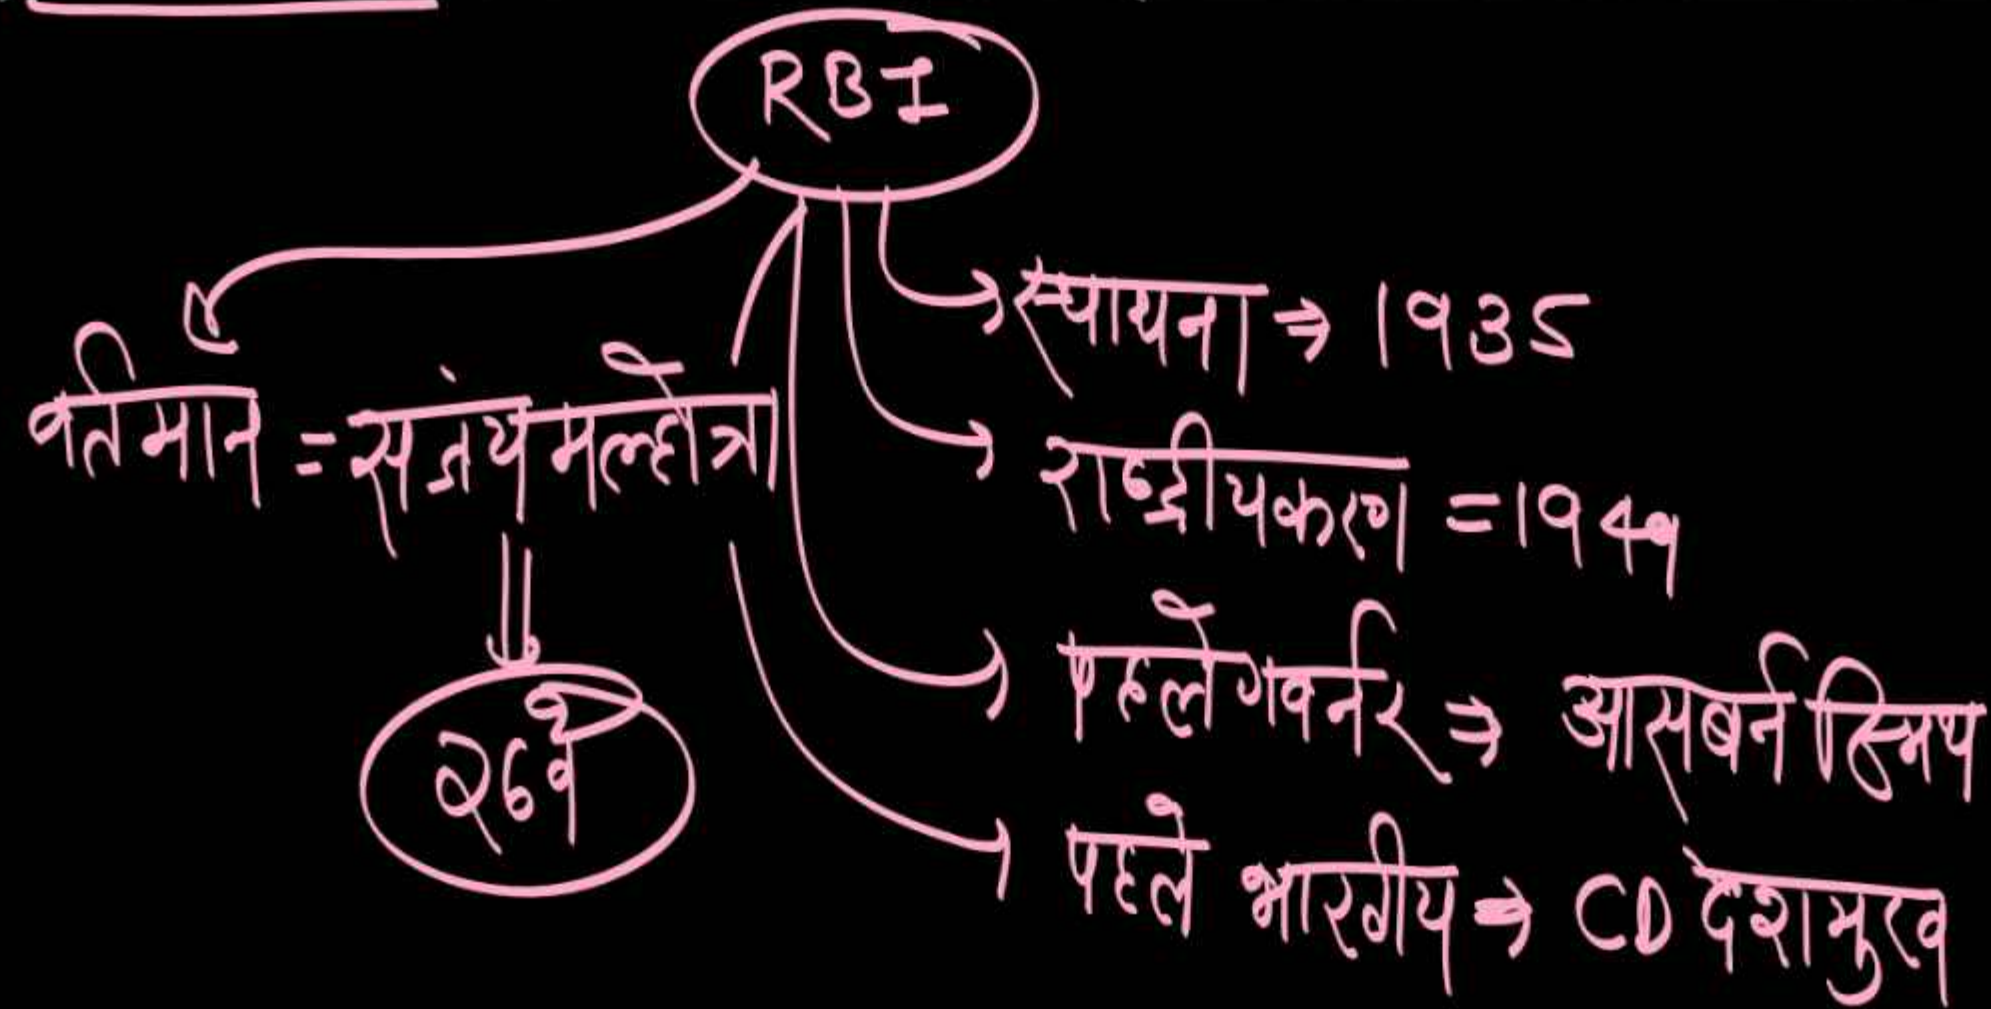 RBI
स्थापना ⇒ 1935
वर्तमान = संजय मल्होत्रा
राष्ट्रीयकरण = 1949
26वें
पहले गवर्नर ⇒ आसबर्न स्मिथ
पहले भारतीय ⇒ CD देशमुख